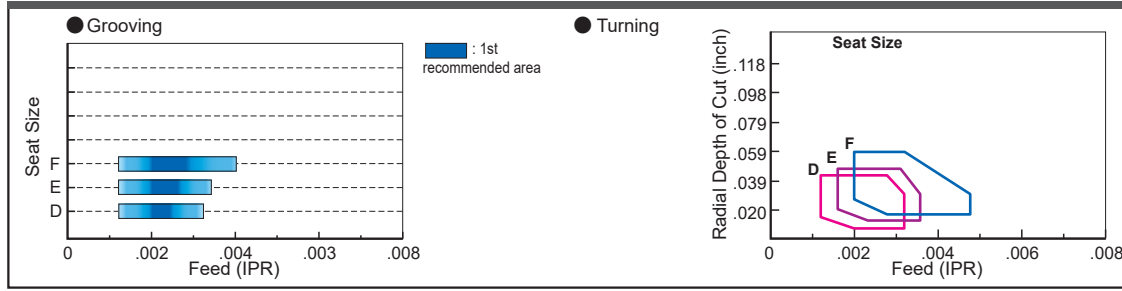 ● Grooving
: 1st
recommended area
Seat Size
F
E
D
0 .002 .004 .003 .008
Feed (IPR)
● Turning
Seat Size
Radial Depth of Cut (inch)
.118
.098
.079
.059
.039
.020
F
E
D
0 .002 .004 .006 .008
Feed (IPR)